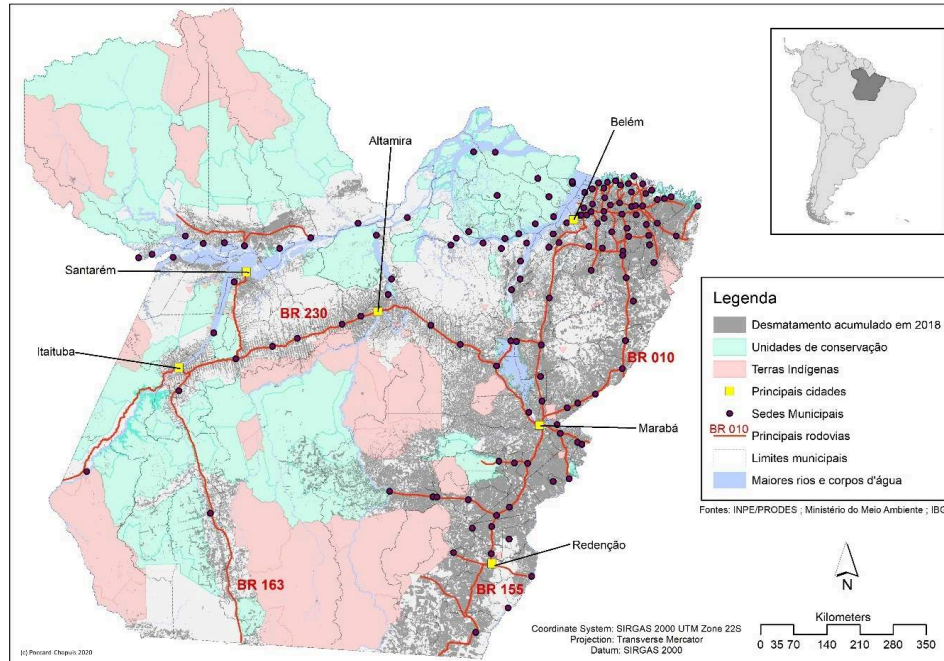 Belém
Altamira
Santarém
BR 230
BR 010
Itaituba
Marabá
Redenção
BR 163
BR 155
Legenda
Desmatamento acumulado em 2018
Unidades de conservação
Terras Indígenas
Principais cidades
Sedes Municipais
BR 010 Principais rodovias
Limites municipais
Maiores rios e corpos d'água
Fontes: INPE/PRODES ; Ministério do Meio Ambiente ; IBG
N
Coordinate System: SIRGAS 2000 UTM Zone 22S
Projection: Transverse Mercator
Datum: SIRGAS 2000
Kilometers
0 35 70 140 210 280 350
(c) Poccard-Chapuis 2020